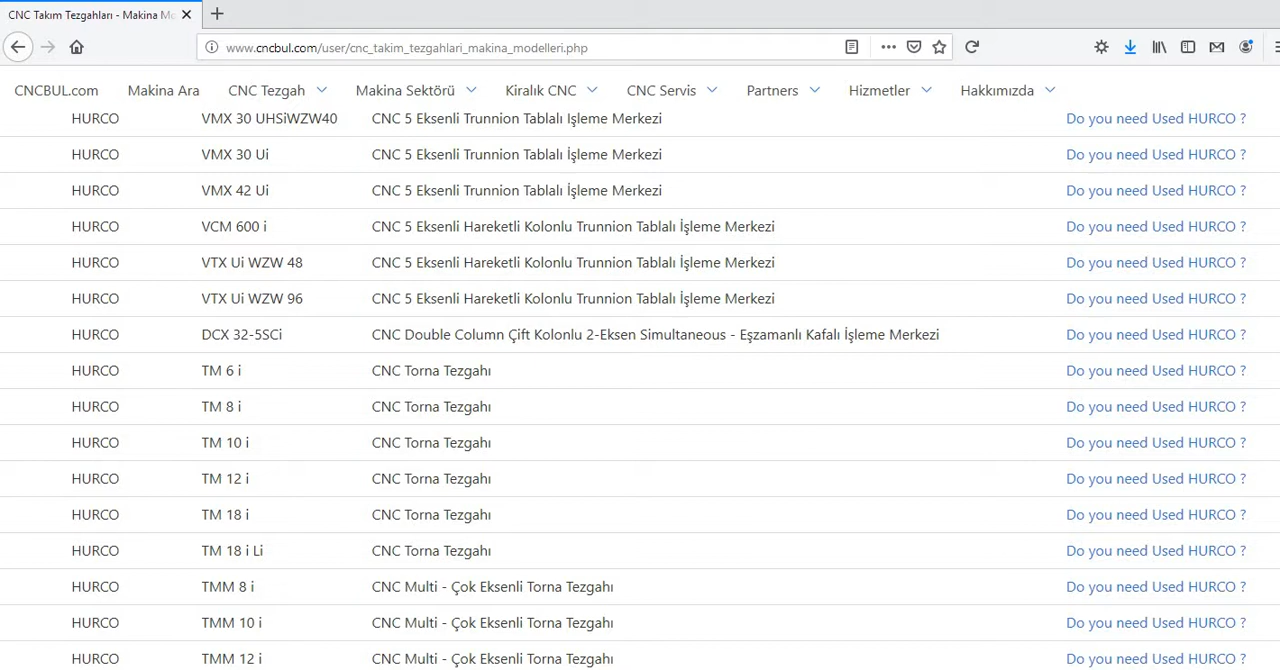 CNC Takım Tezgahları - Makina Mo
www.cncbul.com/user/cnc_takim_tezgahlari_makina_modelleri.php
CNCBUL.com Makina Ara CNC Tezgah Makina Sektörü Kiralık CNC CNC Servis Partners Hizmetler Hakkımızda
HURCO VMX 30 UHSiWZW40 CNC 5 Eksenli Trunnion Tablalı İşleme Merkezi Do you need Used HURCO ?
HURCO VMX 30 Ui CNC 5 Eksenli Trunnion Tablalı İşleme Merkezi Do you need Used HURCO ?
HURCO VMX 42 Ui CNC 5 Eksenli Trunnion Tablalı İşleme Merkezi Do you need Used HURCO ?
HURCO VCM 600 i CNC 5 Eksenli Hareketli Kolonlu Trunnion Tablalı İşleme Merkezi Do you need Used HURCO ?
HURCO VTX Ui WZW 48 CNC 5 Eksenli Hareketli Kolonlu Trunnion Tablalı İşleme Merkezi Do you need Used HURCO ?
HURCO VTX Ui WZW 96 CNC 5 Eksenli Hareketli Kolonlu Trunnion Tablalı İşleme Merkezi Do you need Used HURCO ?
HURCO DCX 32-5SCi CNC Double Column Çift Kolonlu 2-Eksen Simultaneous - Eşzamanlı Kafalı İşleme Merkezi Do you need Used HURCO ?
HURCO TM 6 i CNC Torna Tezgahı Do you need Used HURCO ?
HURCO TM 8 i CNC Torna Tezgahı Do you need Used HURCO ?
HURCO TM 10 i CNC Torna Tezgahı Do you need Used HURCO ?
HURCO TM 12 i CNC Torna Tezgahı Do you need Used HURCO ?
HURCO TM 18 i CNC Torna Tezgahı Do you need Used HURCO ?
HURCO TM 18 i Li CNC Torna Tezgahı Do you need Used HURCO ?
HURCO TMM 8 i CNC Multi - Çok Eksenli Torna Tezgahı Do you need Used HURCO ?
HURCO TMM 10 i CNC Multi - Çok Eksenli Torna Tezgahı Do you need Used HURCO ?
HURCO TMM 12 i CNC Multi - Çok Eksenli Torna Tezgahı Do you need Used HURCO ?